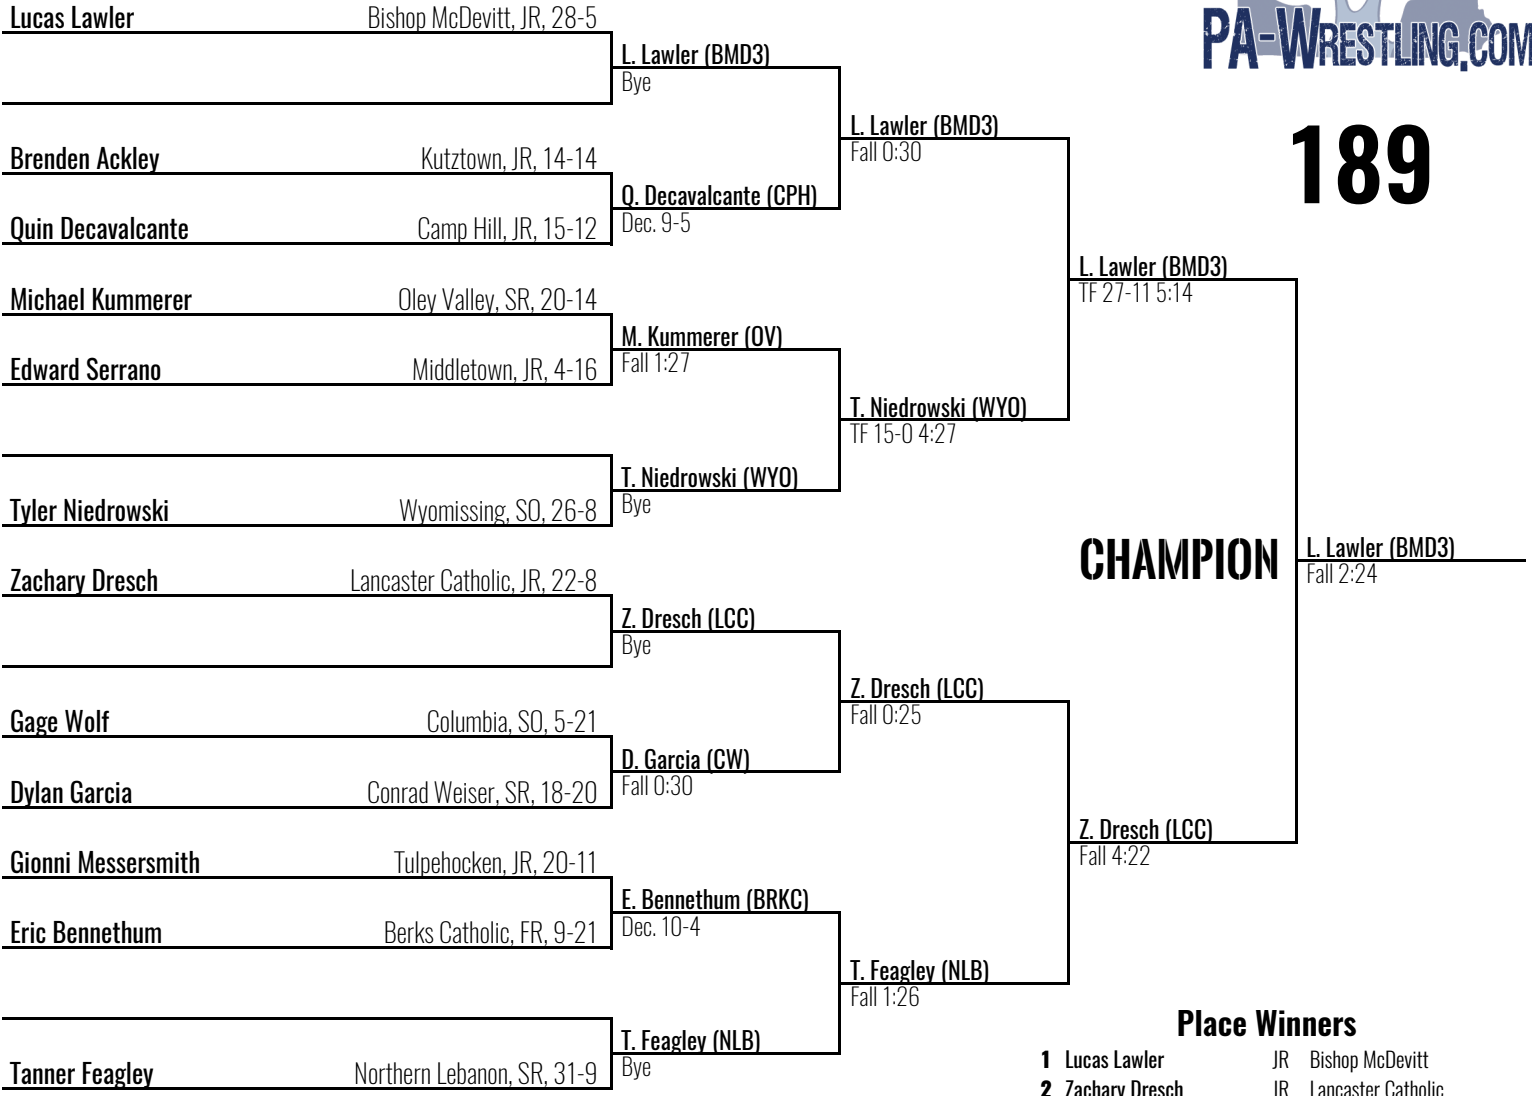 Lucas Lawler Bishop McDevitt, JR, 28-5
PA-WRESTLING.COM
L. Lawler (BMD3)
Bye
L. Lawler (BMD3)
Fall 0:30
189
Brenden Ackley Kutztown, JR, 14-14
Q. Decavalcante (CPH)
Dec. 9-5
Quin Decavalcante Camp Hill, JR, 15-12
L. Lawler (BMD3)
TF 27-11 5:14
Michael Kummerer Oley Valley, SR, 20-14
M. Kummerer (OV)
Fall 1:27
Edward Serrano Middletown, JR, 4-16
T. Niedrowski (WYO)
TF 15-0 4:27
T. Niedrowski (WYO)
Bye
Tyler Niedrowski Wyomissing, SO, 26-8
CHAMPION
L. Lawler (BMD3)
Fall 2:24
Zachary Dresch Lancaster Catholic, JR, 22-8
Z. Dresch (LCC)
Bye
Z. Dresch (LCC)
Fall 0:25
Gage Wolf Columbia, SO, 5-21
D. Garcia (CW)
Fall 0:30
Dylan Garcia Conrad Weiser, SR, 18-20
Z. Dresch (LCC)
Fall 4:22
Gionni Messersmith Tulpehocken, JR, 20-11
E. Bennethum (BRKC)
Dec. 10-4
Eric Bennethum Berks Catholic, FR, 9-21
T. Feagley (NLB)
Fall 1:26
T. Feagley (NLB)
Bye
Tanner Feagley Northern Lebanon, SR, 31-9
Place Winners
1 Lucas Lawler JR Bishop McDevitt
2 Zachary Dresch JR Lancaster Catholic